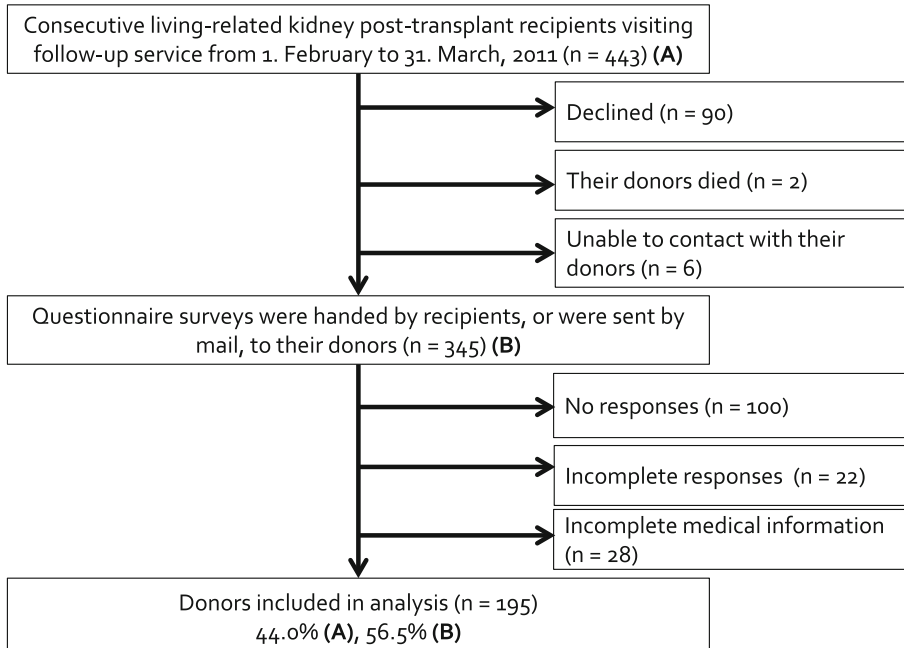 Consecutive living-related kidney post-transplant recipients visiting
follow-up service from 1. February to 31. March, 2011 (n = 443) (A)
Declined (n = 90)
Their donors died (n = 2)
Unable to contact with their
donors (n = 6)
Questionnaire surveys were handed by recipients, or were sent by
mail, to their donors (n = 345) (B)
No responses (n = 100)
Incomplete responses (n = 22)
Incomplete medical information
(n = 28)
Donors included in analysis (n = 195)
44.0% (A), 56.5% (B)